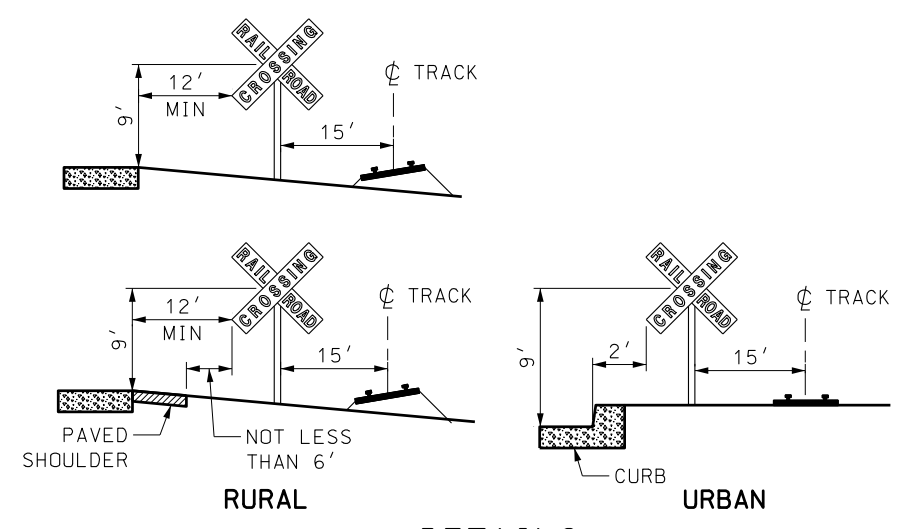 RAIL
CROSSING
ROAD
℄ TRACK
12'
MIN
9'
15'
RAIL
CROSSING
ROAD
℄ TRACK
12'
MIN
9'
15'
PAVED
SHOULDER
NOT LESS
THAN 6'
RURAL
RAIL
CROSSING
ROAD
℄ TRACK
9'
2'
15'
CURB
URBAN